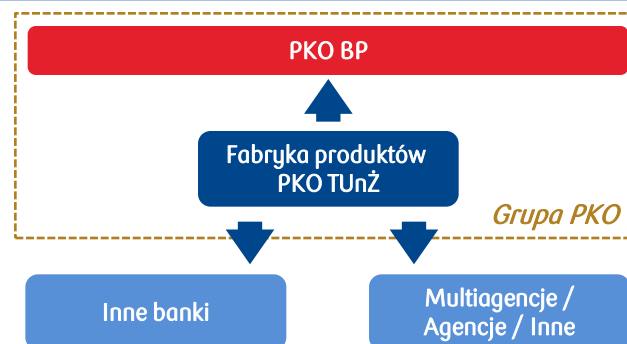 PKO BP
Fabryka produktów
PKO TUnŻ
Grupa PKO
Inne banki
Multiagencje /
Agencje / Inne